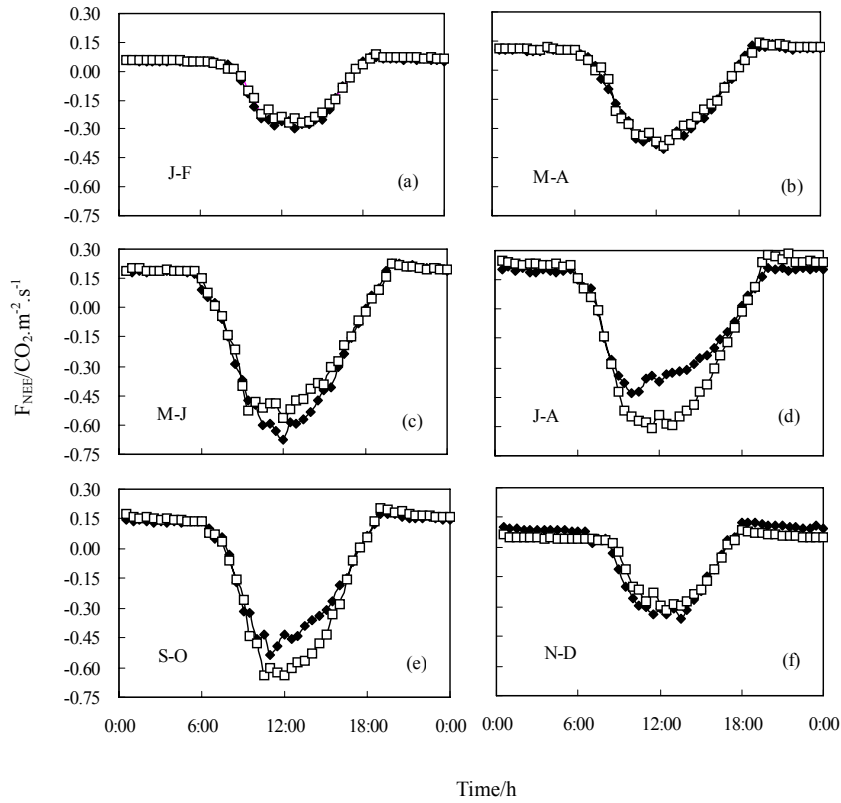 0.30
0.15
0.00
-0.15
-0.30
-0.45
-0.60
-0.75
J-F
(a)
M-A
(b)
0.30
0.15
0.00
-0.15
-0.30
-0.45
-0.60
-0.75
M-J
(c)
J-A
(d)
0.30
0.15
0.00
-0.15
-0.30
-0.45
-0.60
-0.75
S-O
(e)
N-D
(f)
F_NEE/CO₂.m⁻².s⁻¹
0:00 6:00 12:00 18:00 0:00
0:00 6:00 12:00 18:00 0:00
Time/h